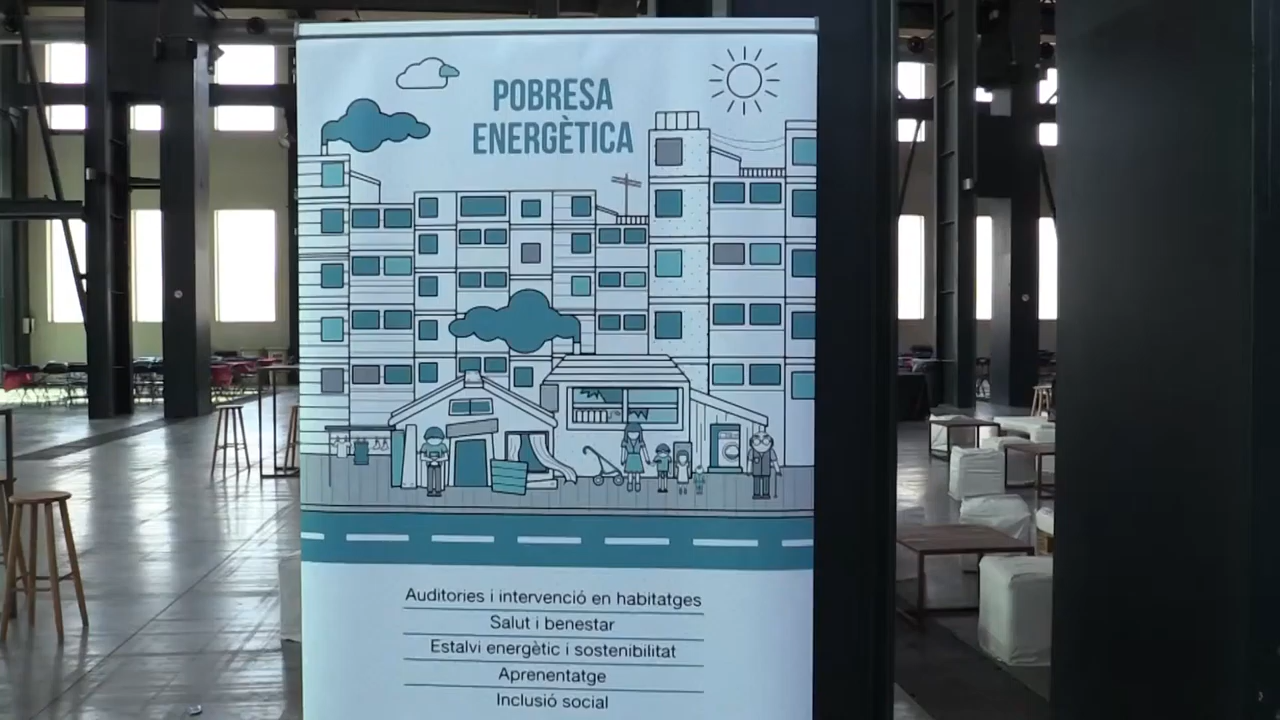 POBRESA
ENERGÈTICA
Auditories i intervenció en habitatges
Salut i benestar
Estalvi energètic i sostenibilitat
Aprenentatge
Inclusió social